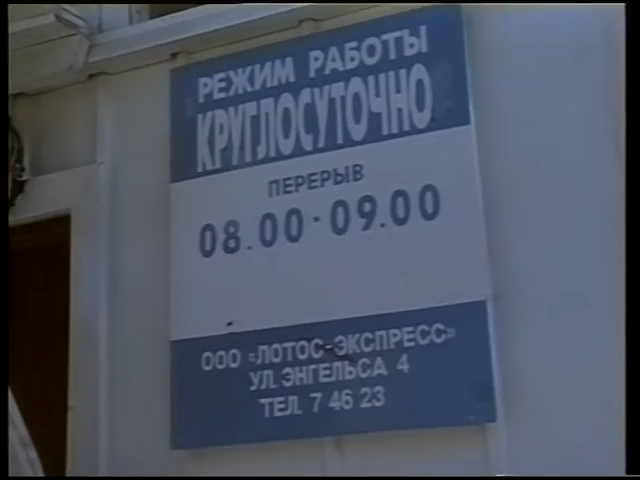 РЕЖИМ РАБОТЫ
КРУГЛОСУТОЧНО
ПЕРЕРЫВ
08.00-09.00
ООО «ЛОТОС-ЭКСПРЕСС»
УЛ.ЭНГЕЛЬСА 4
ТЕЛ. 7 46 23